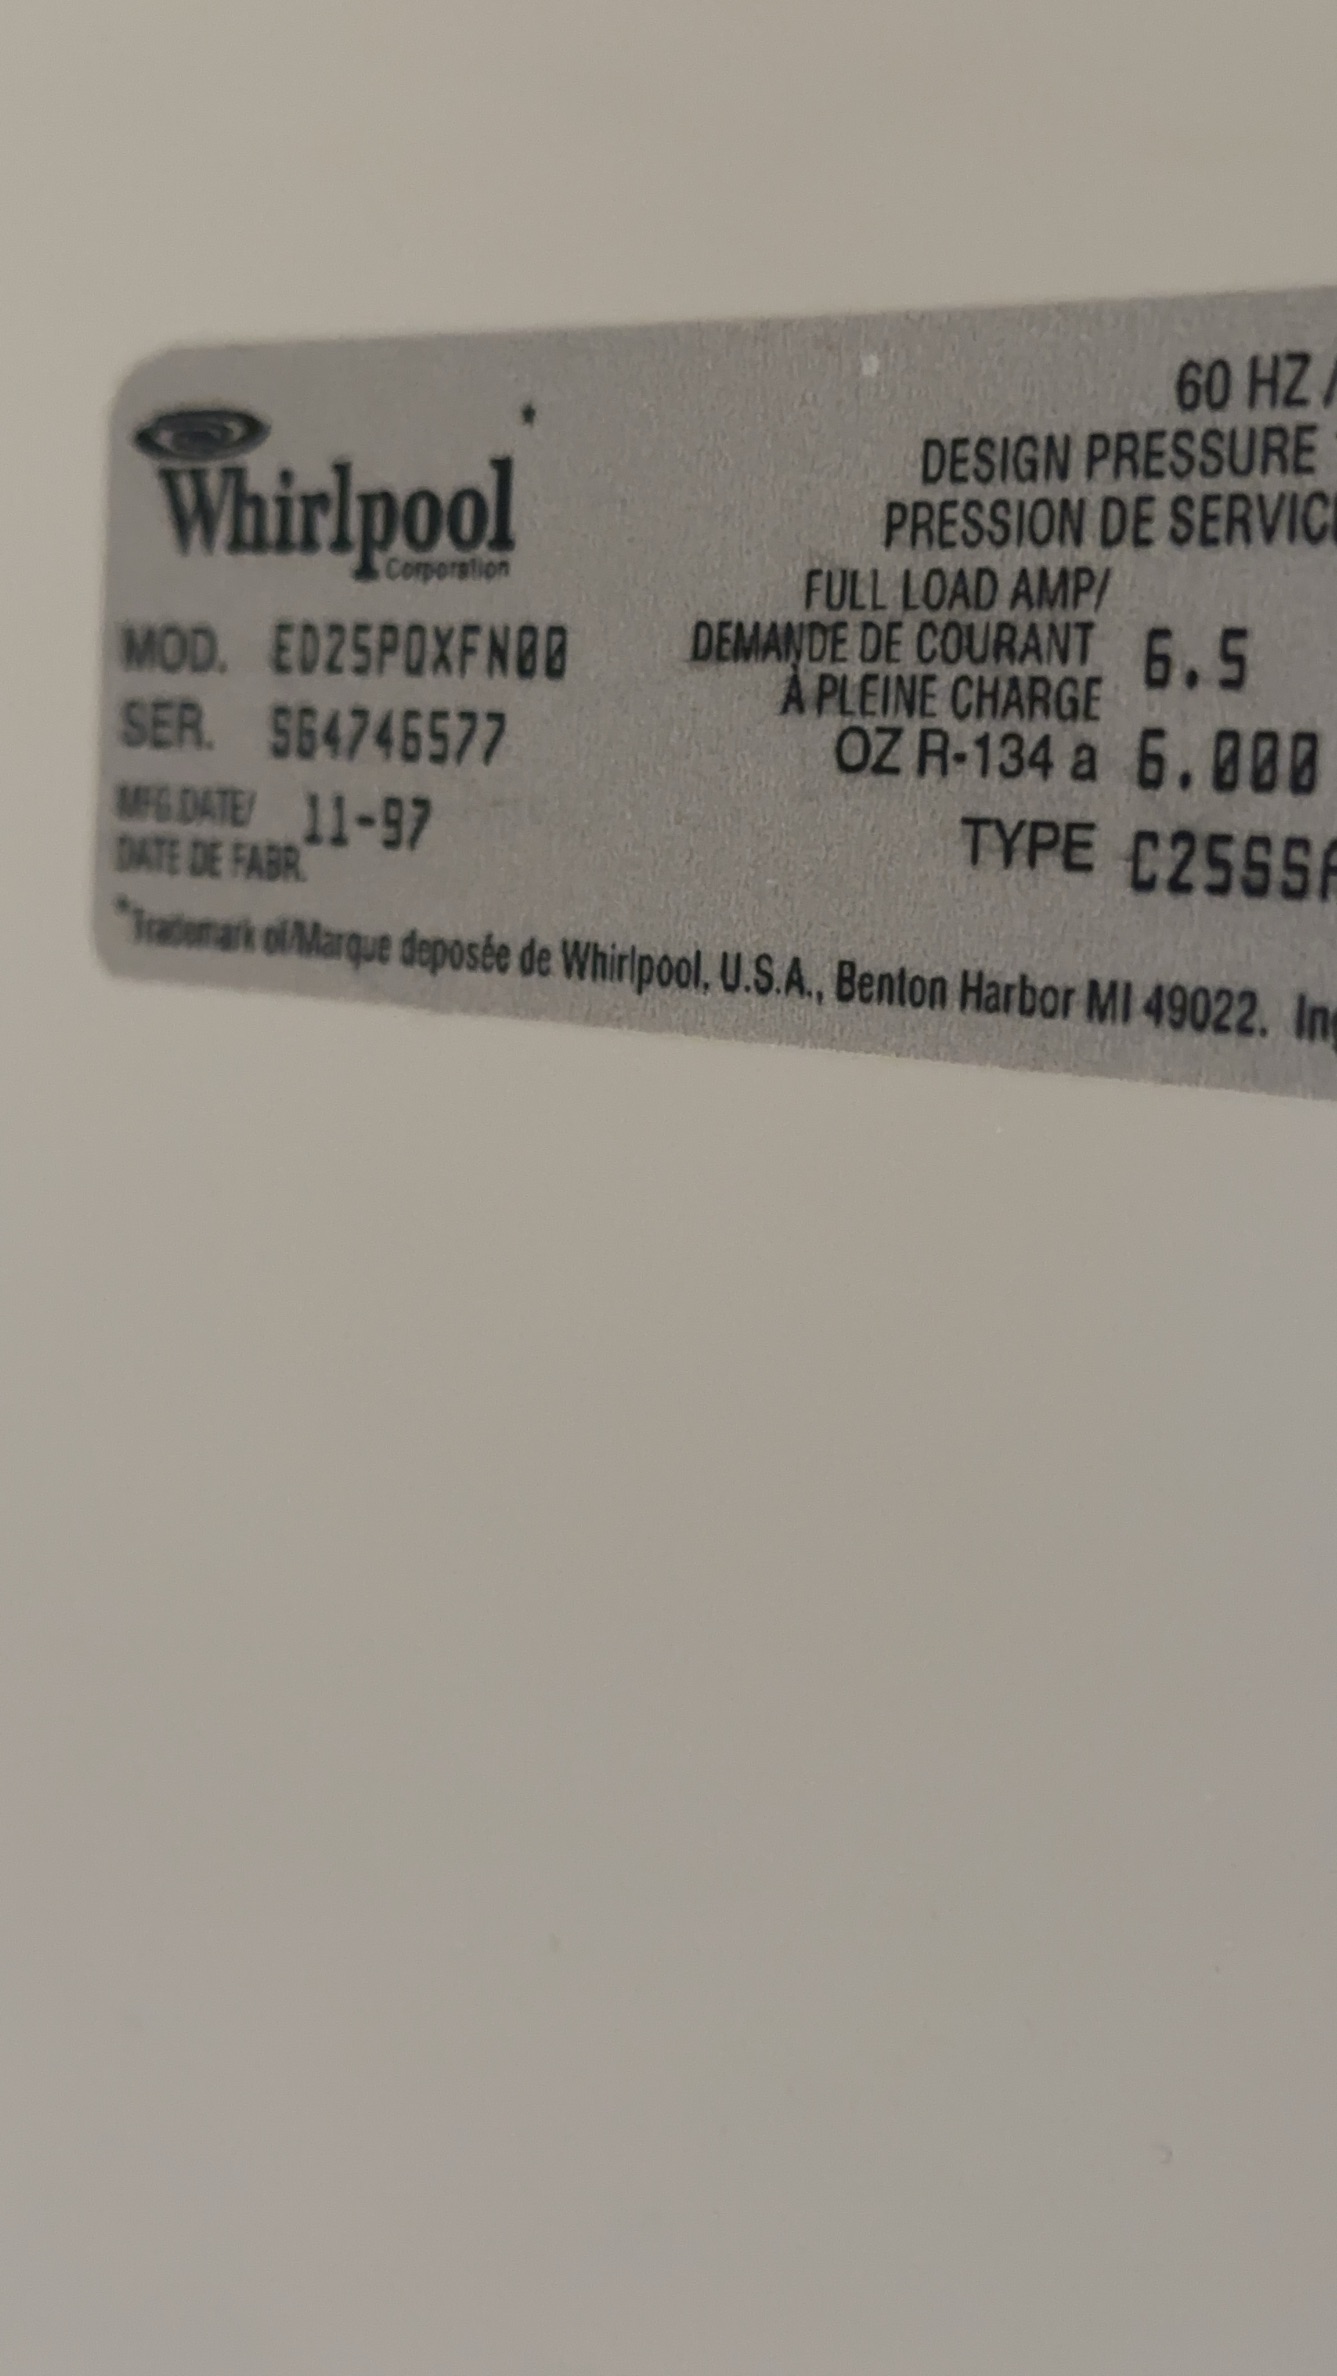 Whirlpool *
Corporation
MOD. ED25PQXFN00
SER. S64746577
MFG.DATE/ 11-97
DATE DE FABR.
60 HZ /
DESIGN PRESSURE
PRESSION DE SERVICE
FULL LOAD AMP/
DEMANDE DE COURANT 6.5
À PLEINE CHARGE
OZ R-134 a 6.000
TYPE C25SSA
*Trademark of/Marque deposée de Whirlpool, U.S.A., Benton Harbor MI 49022.